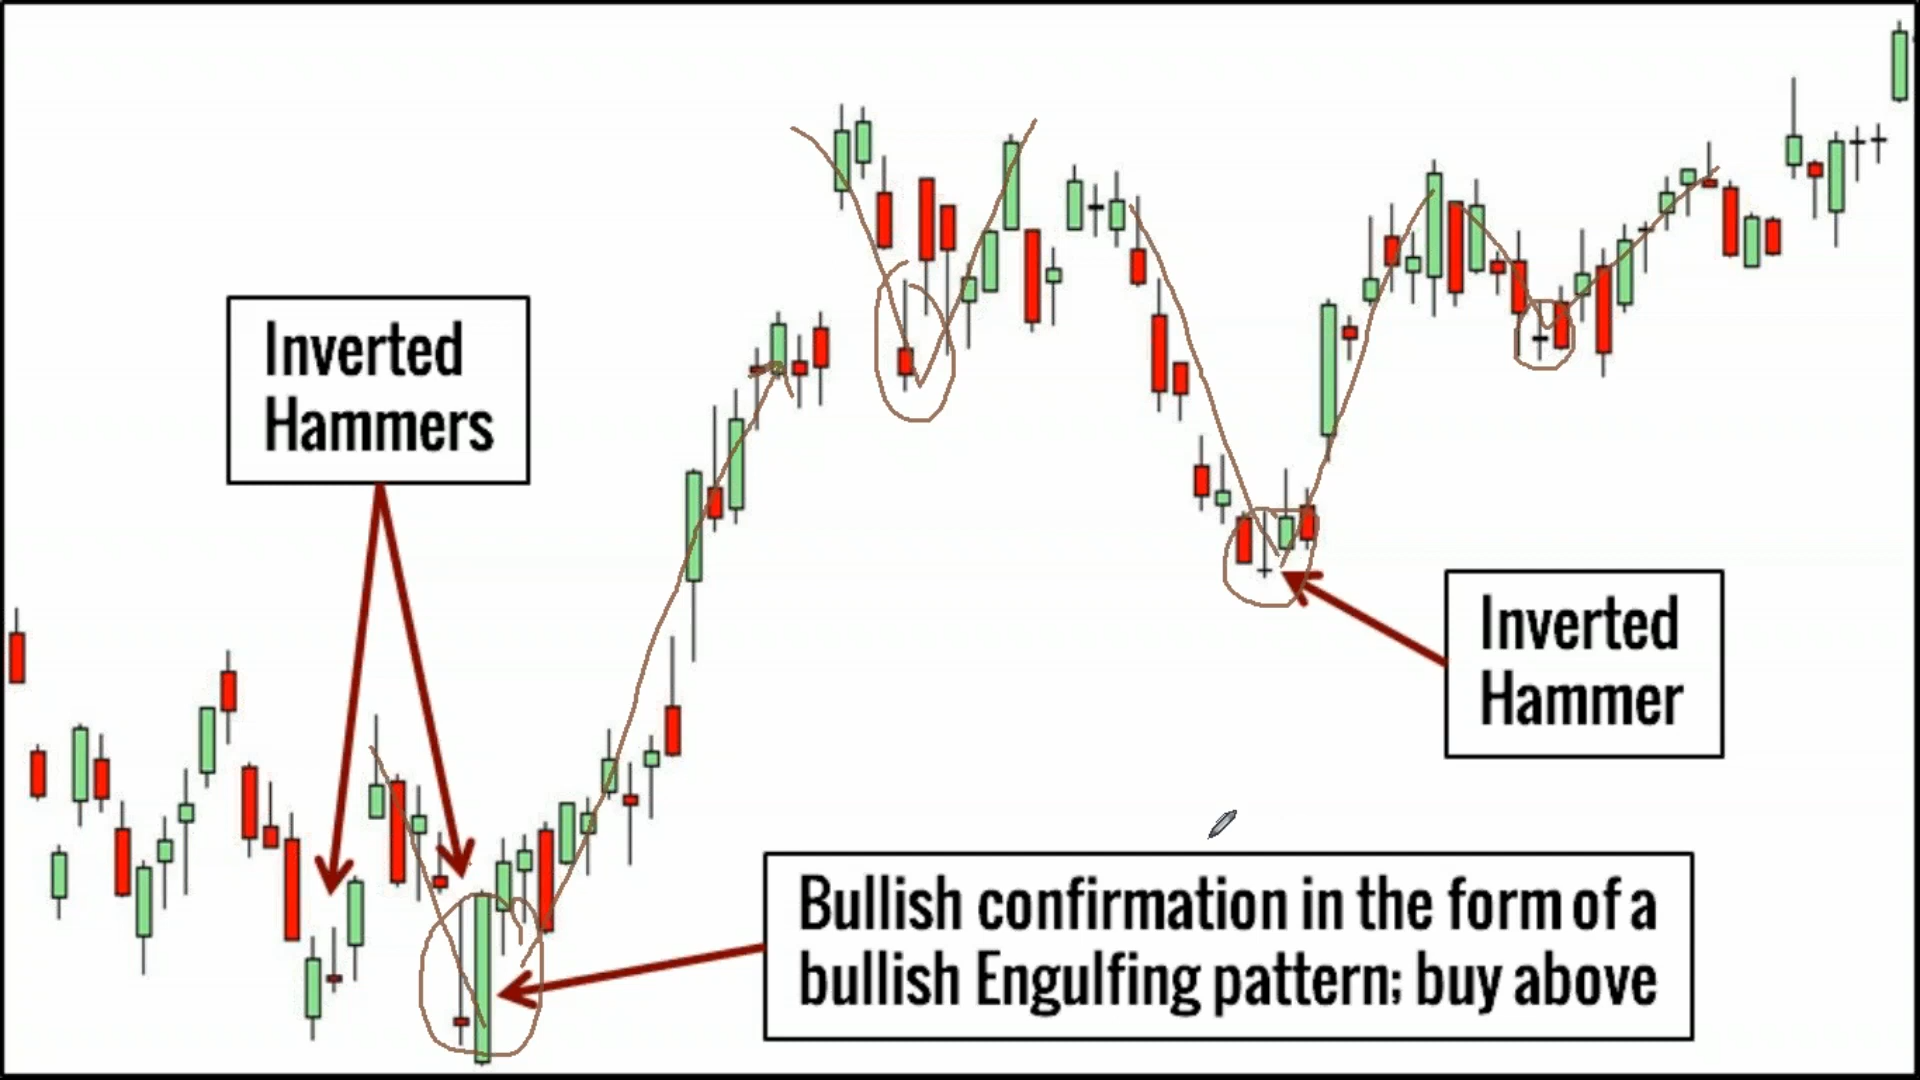 Inverted
Hammers
Inverted
Hammer
Bullish confirmation in the form of a
bullish Engulfing pattern; buy above